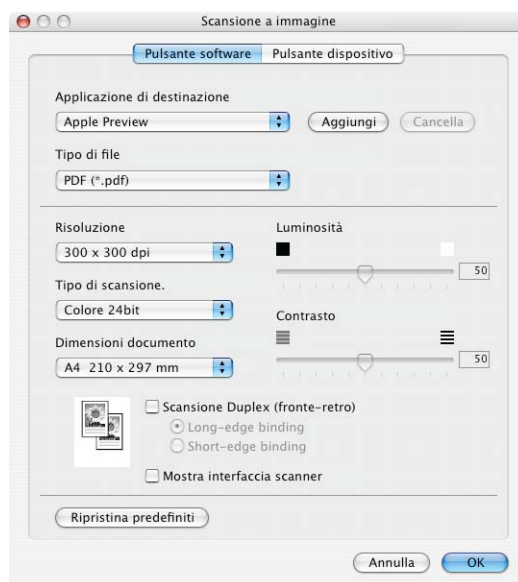 Scansione a immagine
Pulsante software Pulsante dispositivo
Applicazione di destinazione
Apple Preview Aggiungi Cancella
Tipo di file
PDF (*.pdf)
Risoluzione Luminosità
300 x 300 dpi
50
Tipo di scansione.
Colore 24bit
Contrasto
Dimensioni documento
A4 210 x 297 mm 50
Scansione Duplex (fronte-retro)
Long-edge binding
Short-edge binding
Mostra interfaccia scanner
Ripristina predefiniti
Annulla OK